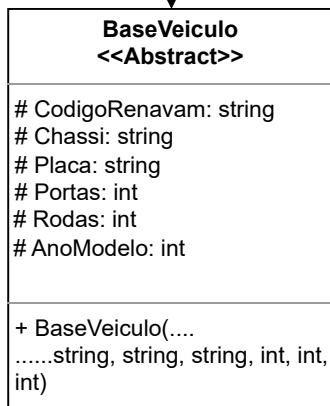 BaseVeiculo
<<Abstract>>
# CodigoRenavam: string
# Chassi: string
# Placa: string
# Portas: int
# Rodas: int
# AnoModelo: int
+ BaseVeiculo(....
......string, string, string, int, int,
int)